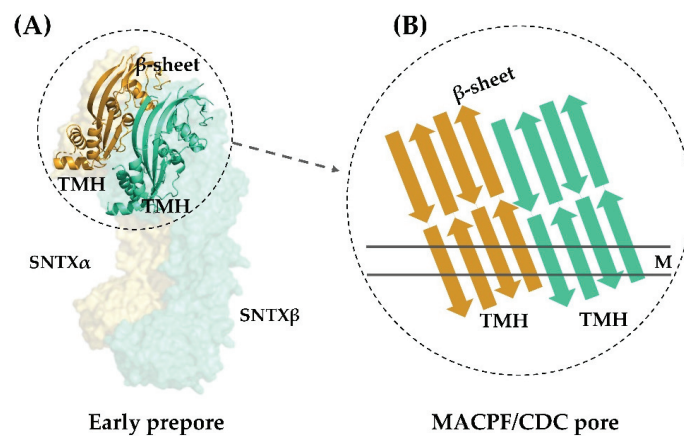 (A)
(B)
β-sheet
TMH
TMH
SNTXα
SNTXβ
Early prepore
β-sheet
M
TMH
TMH
MACPF/CDC pore